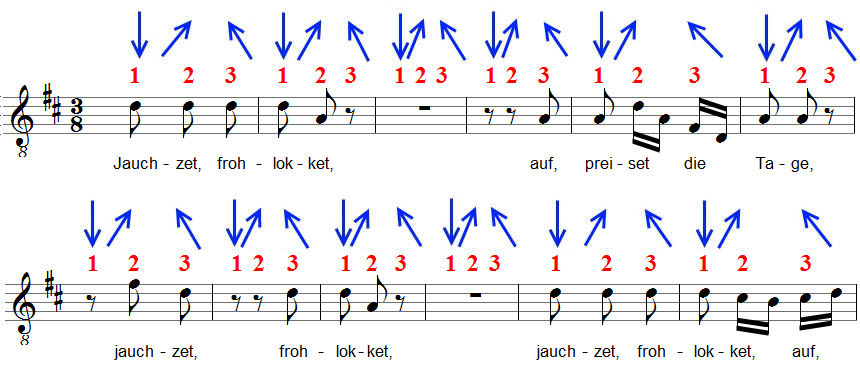 1 2 3 1 2 3 1 2 3 1 2 3 1 2 3 1 2 3
3
8
8
Jauch-zet, froh-lok-ket, auf, prei-set die Ta-ge,
1 2 3 1 2 3 1 2 3 1 2 3 1 2 3 1 2 3
8
jauch-zet, froh-lok-ket, jauch-zet, froh-lok-ket, auf,